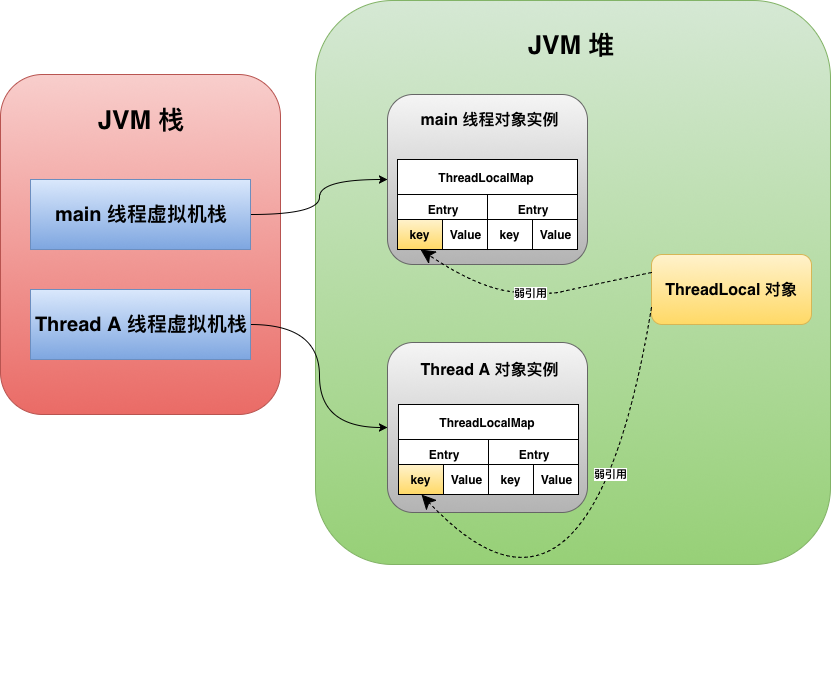 JVM 堆
JVM 栈
main 线程对象实例
ThreadLocalMap
Entry Entry
key Value key Value
main 线程虚拟机栈
弱引用
ThreadLocal 对象
Thread A 线程虚拟机栈
Thread A 对象实例
ThreadLocalMap
Entry Entry
key Value key Value
弱引用